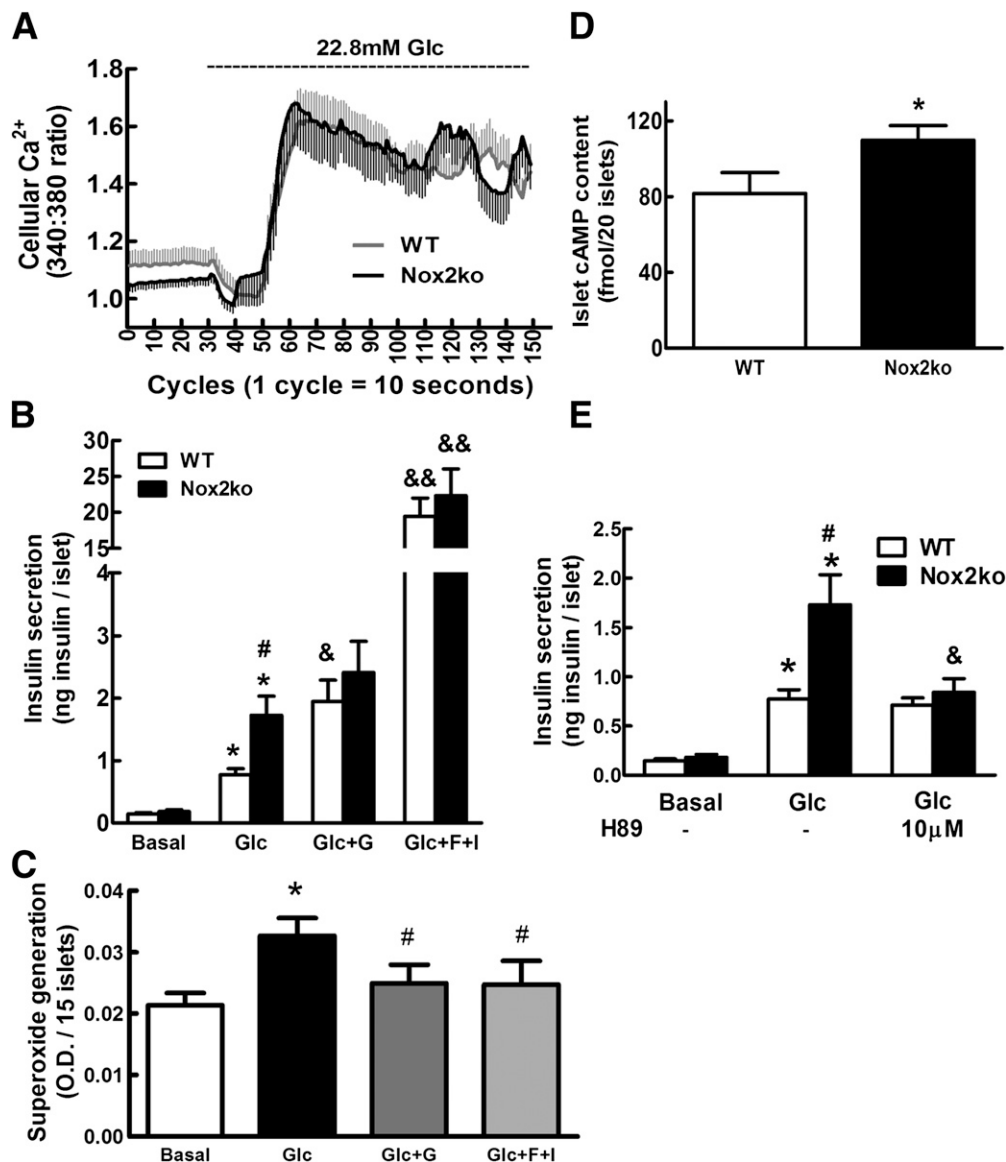 A
22.8mM Glc
1.8
1.6
1.4
1.2
1.0
Cellular Ca2+
(340:380 ratio)
WT
Nox2ko
0 10 20 30 40 50 60 70 80 90 100 110 120 130 140 150
Cycles (1 cycle = 10 seconds)
D
120
80
40
0
Islet cAMP content
(fmol/20 islets)
*
WT Nox2ko
B
30
25
20
15
4
3
2
1
0
Insulin secretion
(ng insulin / islet)
WT
Nox2ko
* # * & && &&
Basal Glc Glc+G Glc+F+I
E
2.5
2.0
1.5
1.0
0.5
0.0
Insulin secretion
(ng insulin / islet)
WT
Nox2ko
* # * &
Basal Glc Glc
H89 - - 10µM
C
0.04
0.03
0.02
0.01
0.00
Superoxide generation
(O.D. / 15 islets)
* # #
Basal Glc Glc+G Glc+F+I